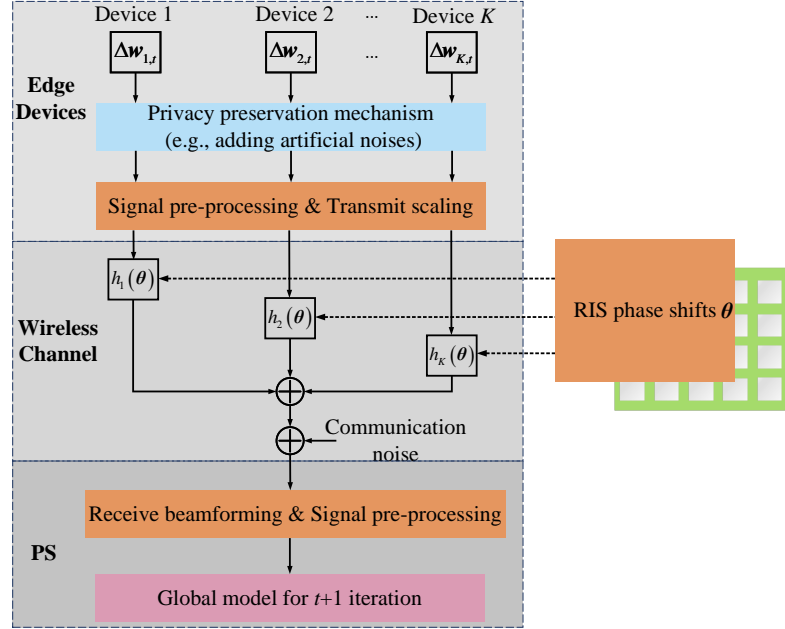 Device 1 Device 2 ... Device K
Δw₁,ₜ Δw₂,ₜ ... Δw_K,ₜ
Edge
Devices
Privacy preservation mechanism
(e.g., adding artificial noises)
Signal pre-processing & Transmit scaling
h₁(θ)
h₂(θ)
h_K(θ)
RIS phase shifts θ
Wireless
Channel
Communication
noise
Receive beamforming & Signal pre-processing
PS
Global model for t+1 iteration